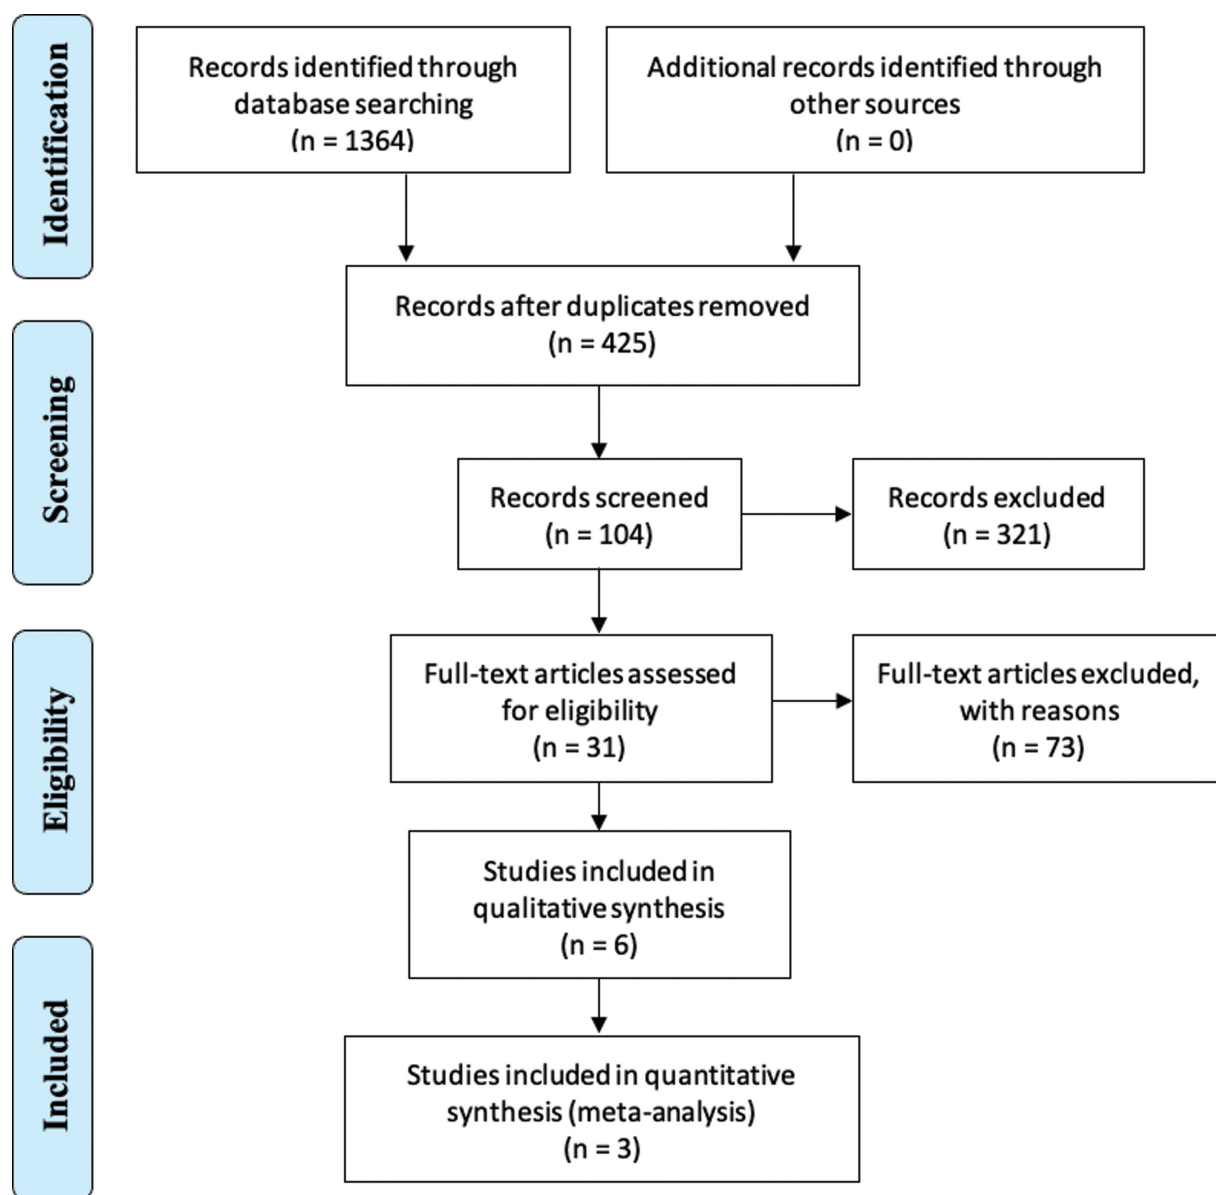 Identification
Records identified through
database searching
(n = 1364)
Additional records identified through
other sources
(n = 0)
Records after duplicates removed
(n = 425)
Screening
Records screened
(n = 104)
Records excluded
(n = 321)
Eligibility
Full-text articles assessed
for eligibility
(n = 31)
Full-text articles excluded,
with reasons
(n = 73)
Studies included in
qualitative synthesis
(n = 6)
Included
Studies included in quantitative
synthesis (meta-analysis)
(n = 3)